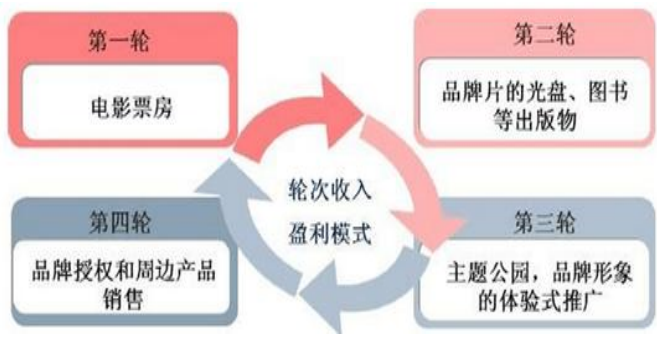 第一轮
电影票房
第二轮
品牌片的光盘、图书
等出版物
轮次收入
盈利模式
第四轮
品牌授权和周边产品
销售
第三轮
主题公园，品牌形象
的体验式推广